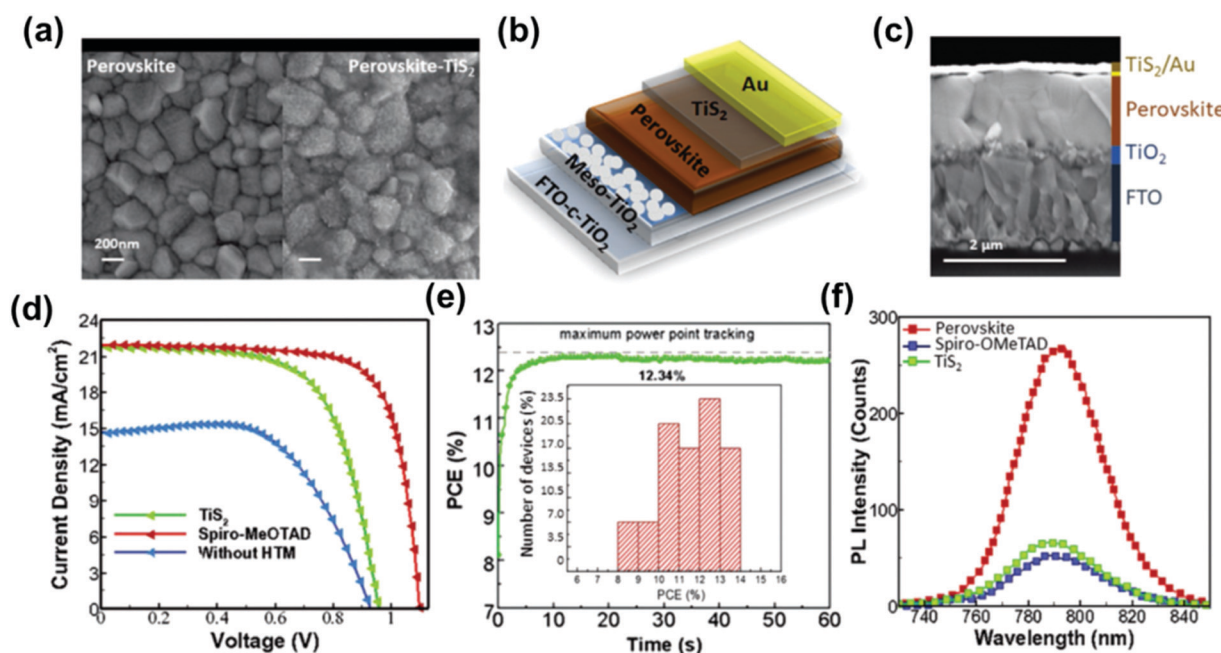 (a)
Perovskite
Perovskite-TiS₂
200nm
(b)
Au
TiS₂
Perovskite
Meso-TiO₂
FTO-c-TiO₂
(c)
TiS₂/Au
Perovskite
TiO₂
FTO
2 µm
(d)
24
21
18
15
12
9
6
3
0
Current Density (mA/cm²)
0
0.2
0.4
0.6
0.8
1
Voltage (V)
TiS₂
Spiro-MeOTAD
Without HTM
(e)
13
12
11
10
9
8
7
PCE (%)
0
10
20
30
40
50
60
Time (s)
maximum power point tracking
12.34%
Number of devices (%)
23.5
20.5
17.0
13.5
10.5
7.0
3.5
0
6 7 8 9 10 11 12 13 14 15 16
PCE (%)
(f)
300
200
100
0
PL Intensity (Counts)
740
760
780
800
820
840
Wavelength (nm)
Perovskite
Spiro-OMeTAD
TiS₂